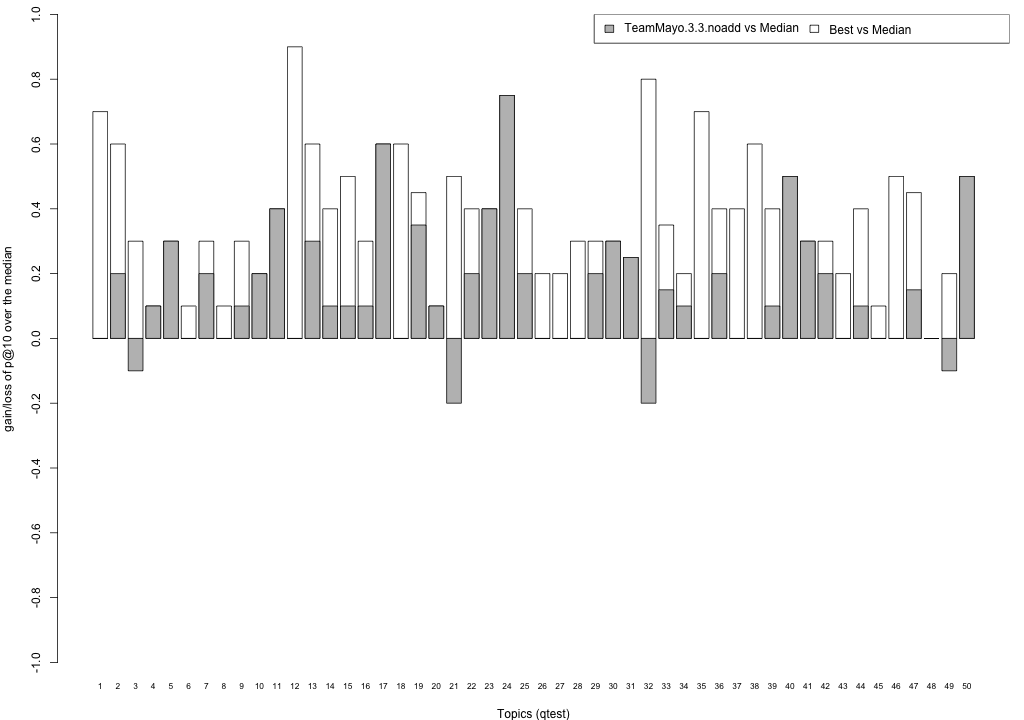 TeamMayo.3.3.noadd vs Median Best vs Median
gain/loss of p@10 over the median
1.0
0.8
0.6
0.4
0.2
0.0
-0.2
-0.4
-0.6
-0.8
-1.0
1 2 3 4 5 6 7 8 9 10 11 12 13 14 15 16 17 18 19 20 21 22 23 24 25 26 27 28 29 30 31 32 33 34 35 36 37 38 39 40 41 42 43 44 45 46 47 48 49 50
Topics (qtest)